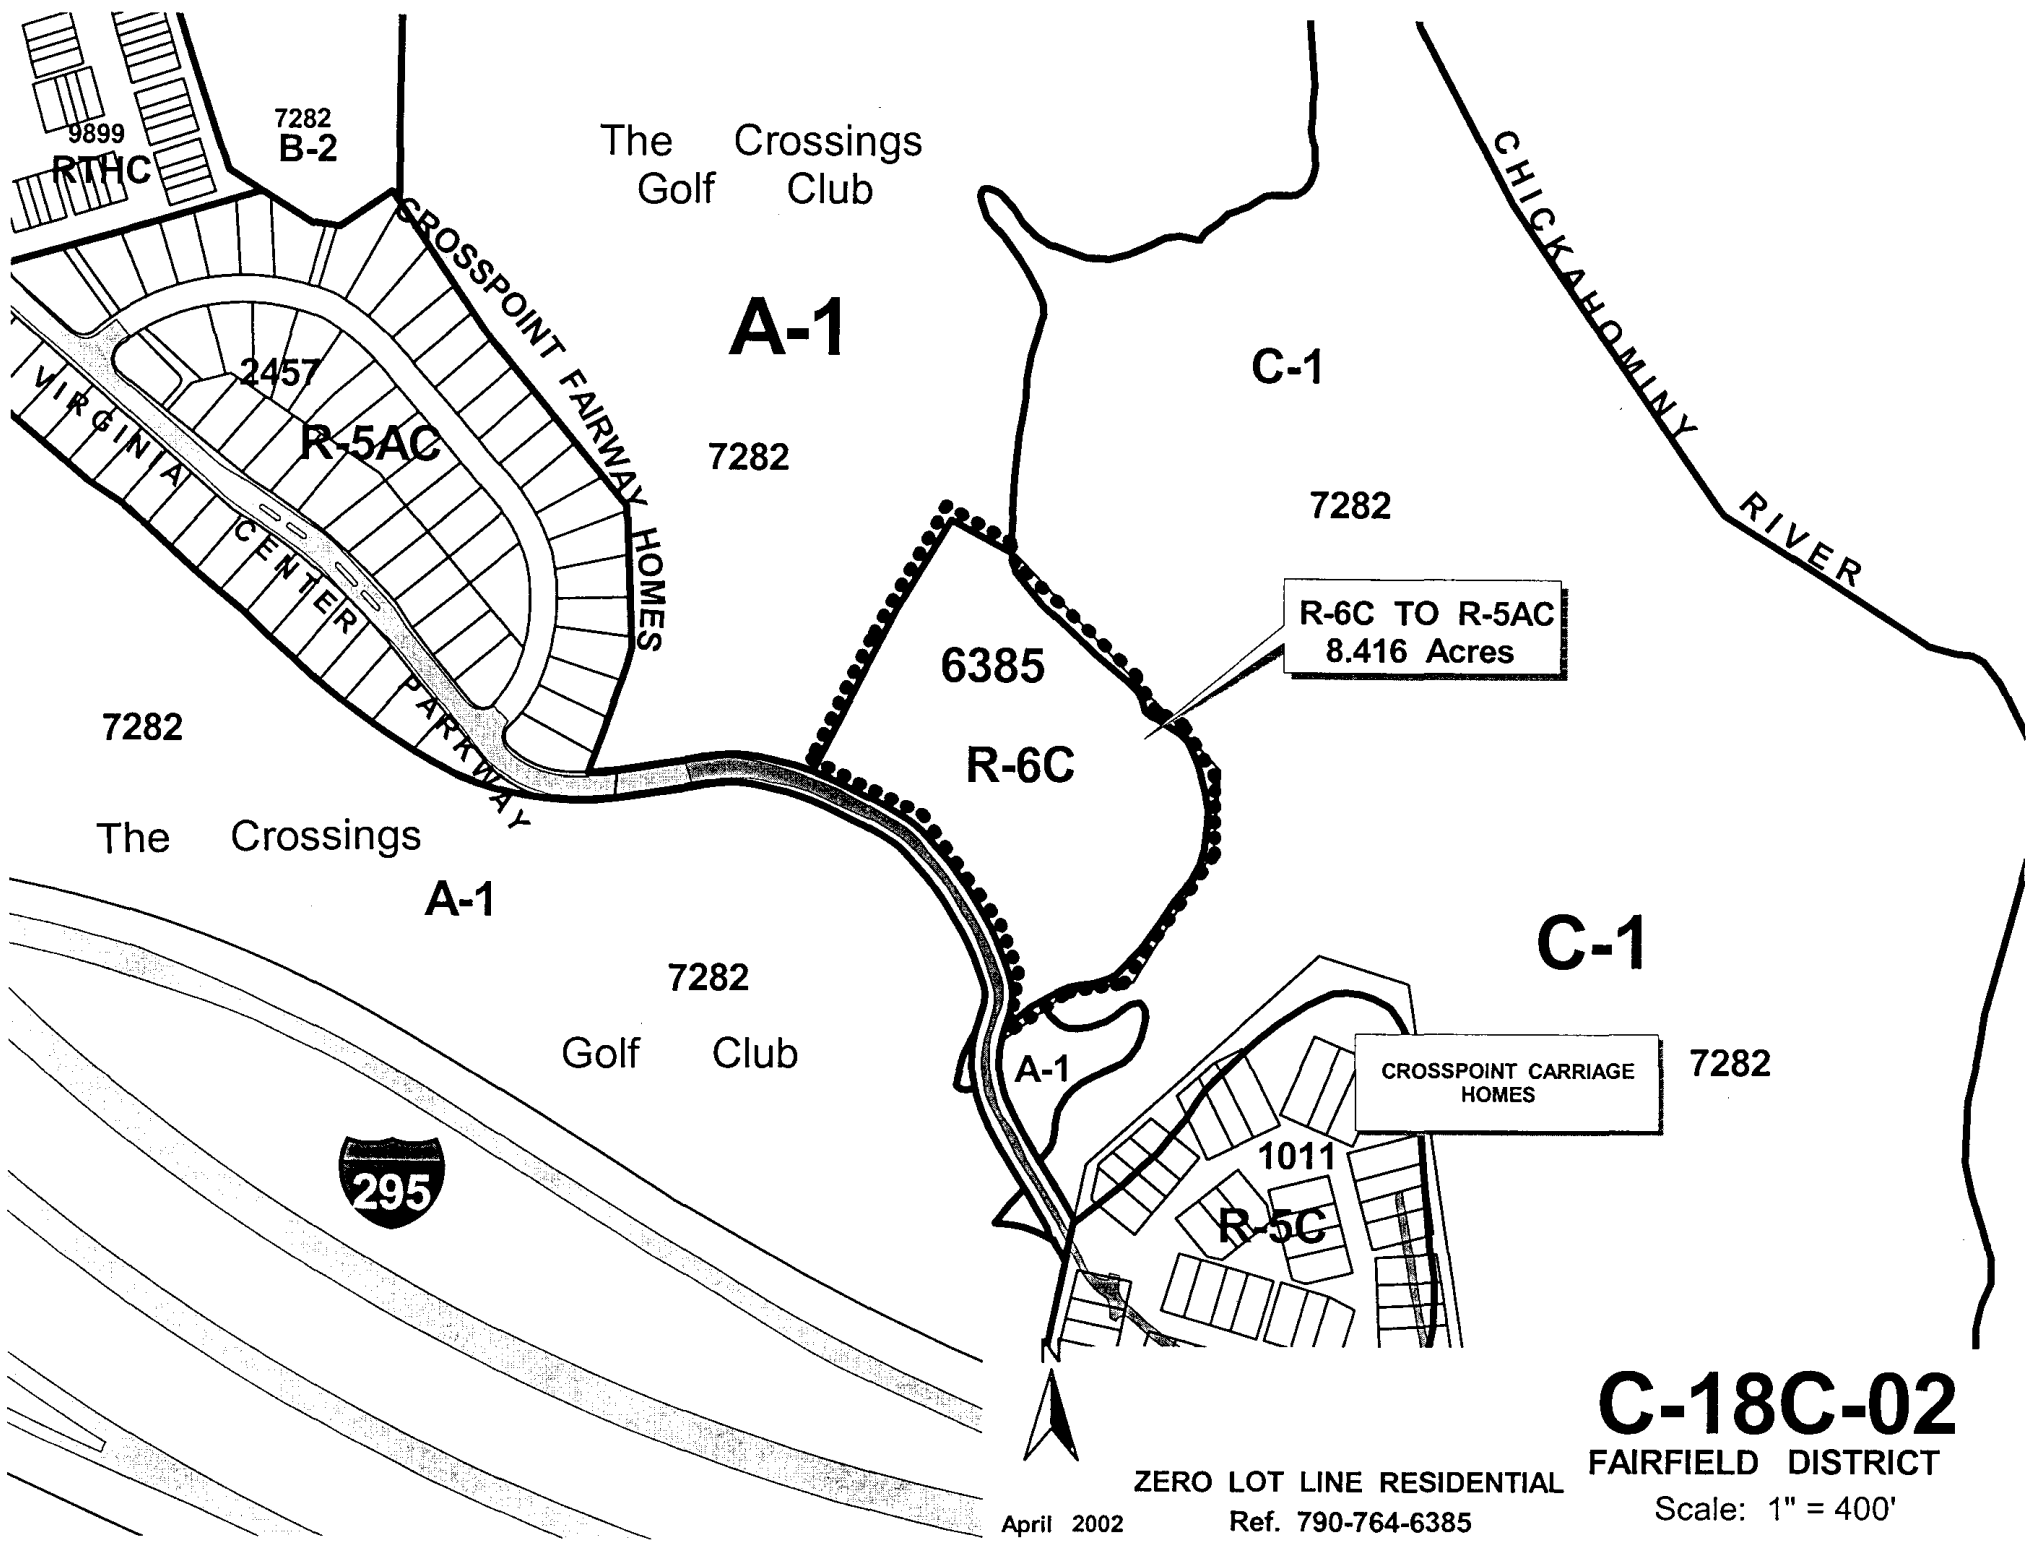 7282
B-2
9899
RTHC
The Crossings
Golf Club
CHICKAHOMINY RIVER
CROSSPOINT FAIRWAY HOMES
A-1
C-1
2457
R-5AC
VIRGINIA CENTER PARKWAY
7282
7282
R-6C TO R-5AC
8.416 Acres
6385
R-6C
7282
The Crossings
A-1
C-1
7282
Golf Club
A-1
CROSSPOINT CARRIAGE
HOMES
7282
1011
295
R-5C
N
C-18C-02
FAIRFIELD DISTRICT
ZERO LOT LINE RESIDENTIAL
Scale: 1" = 400'
April 2002
Ref. 790-764-6385